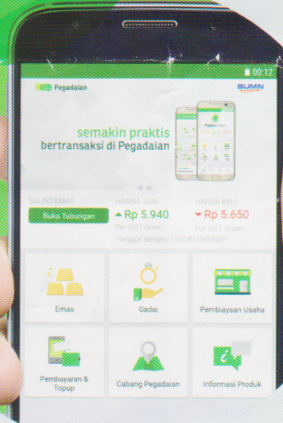 00:12
Pegadaian
BUMN
semakin praktis
bertransaksi di Pegadaian
SALDO EMAS
HARGA JUAL
HARGA BELI
Buka Tabungan
Rp 5.940
Rp 5.650
Per 0,01 Gram
Per 0,01 Gram
Tanggal Berlaku
Emas
Gadai
Pembiayaan Usaha
Pembayaran &
Topup
Cabang Pegadaian
Informasi Produk